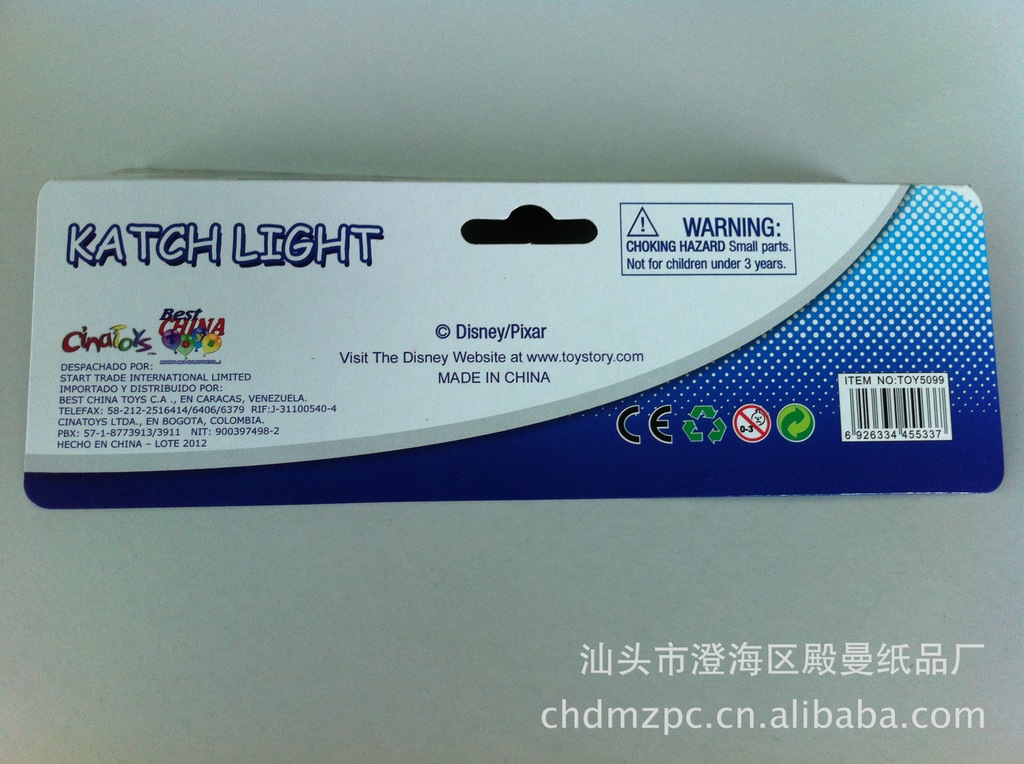 KATCH LIGHT
WARNING:
CHOKING HAZARD Small parts.
Not for children under 3 years.
CinaToys
LTDA.
Best
CHINA
TOYS
© Disney/Pixar
Visit The Disney Website at www.toystory.com
MADE IN CHINA
DESPACHADO POR:
START TRADE INTERNATIONAL LIMITED
IMPORTADO Y DISTRIBUIDO POR:
BEST CHINA TOYS C.A ., EN CARACAS, VENEZUELA.
TELEFAX: 58-212-2516414/6406/6379 RIF:J-31100540-4
CINATOYS LTDA., EN BOGOTA, COLOMBIA.
PBX: 57-1-8773913/3911 NIT: 900397498-2
HECHO EN CHINA – LOTE 2012
CE
0-3
ITEM NO:TOY5099
6 926334 455337
汕头市澄海区殿曼纸品厂
chdmzpc.cn.alibaba.com